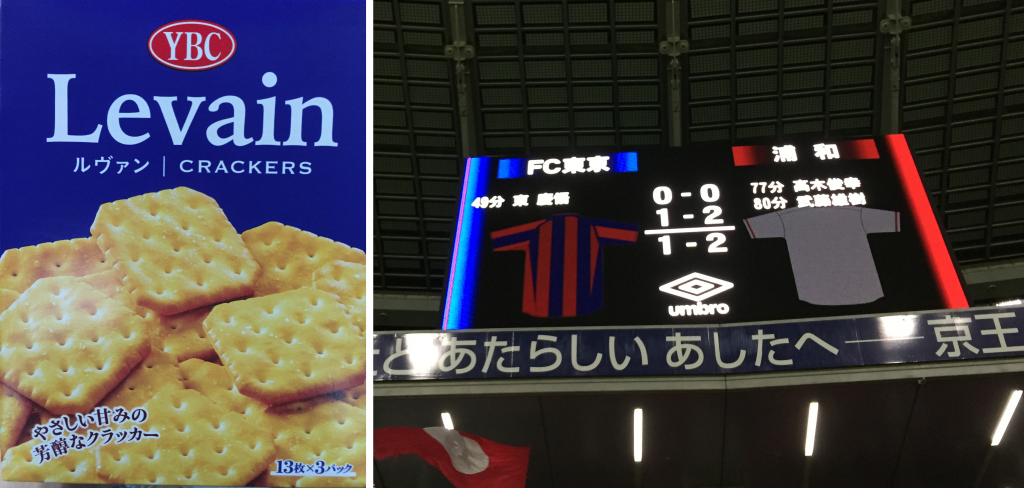 YBC
Levain
ルヴァン | CRACKERS
やさしい甘みの
芳醇なクラッカー
13枚×3パック
FC東京
浦 和
49分 東 慶悟
0 - 0
1 - 2
1 - 2
77分 高木俊幸
80分 武藤雄樹
umbro
とど あたらしい あしたへ 京王